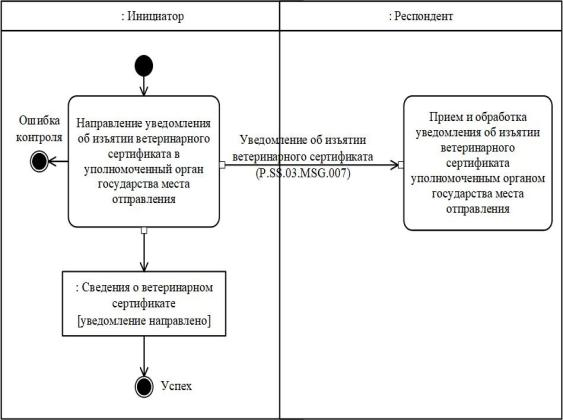 : Инициатор
: Респондент
Ошибка
контроля
Направление уведомления
об изъятии ветеринарного
сертификата в
уполномоченный орган
государства места
отправления
Уведомление об изъятии
ветеринарного сертификата
(P.SS.03.MSG.007)
Прием и обработка
уведомления об изъятии
ветеринарного
сертификата
уполномоченным органом
государства места
отправления
: Сведения о ветеринарном
сертификате
[уведомление направлено]
Успех